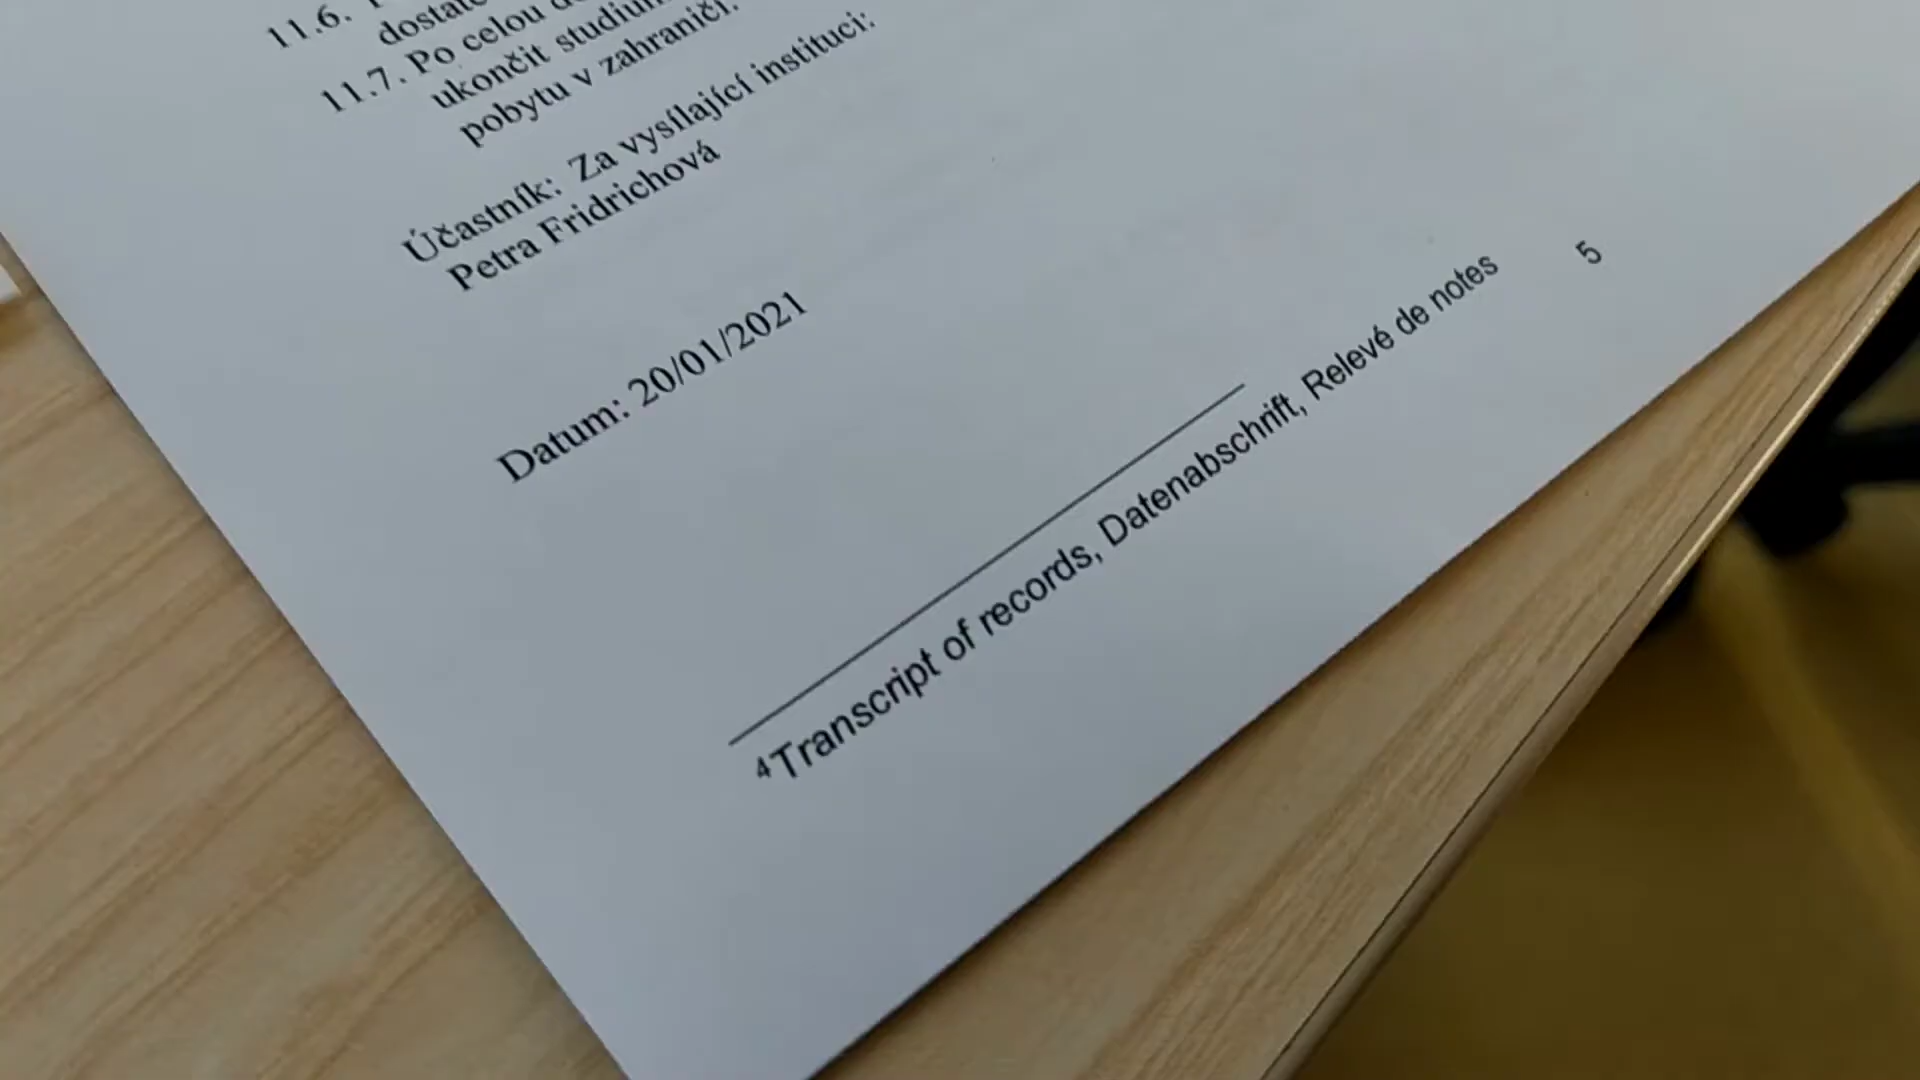 11.6.
11.7. Po celou
ukončit studium
pobytu v zahraničí.
Účastník: Za vysílající instituci:
Petra Fridrichová
Datum: 20/01/2021
⁴Transcript of records, Datenabschrift, Relevé de notes
5